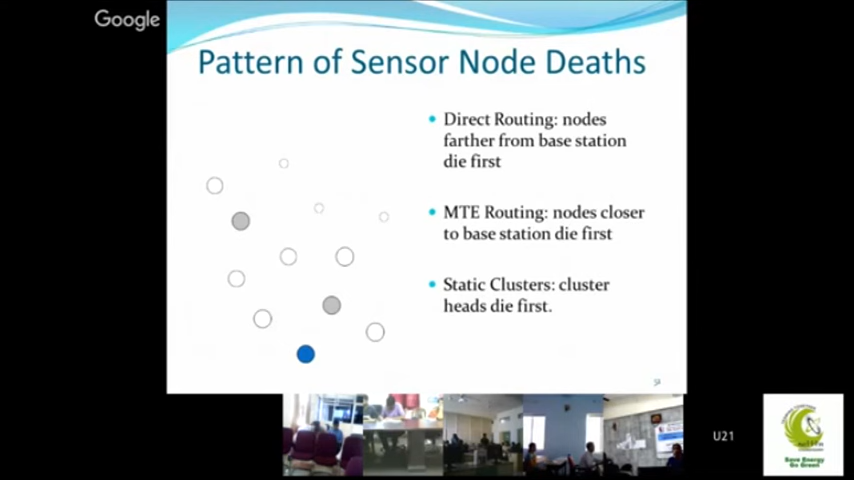 Google
Pattern of Sensor Node Deaths
• Direct Routing: nodes
farther from base station
die first
• MTE Routing: nodes closer
to base station die first
• Static Clusters: cluster
heads die first.
U21
Save Energy
Go Green